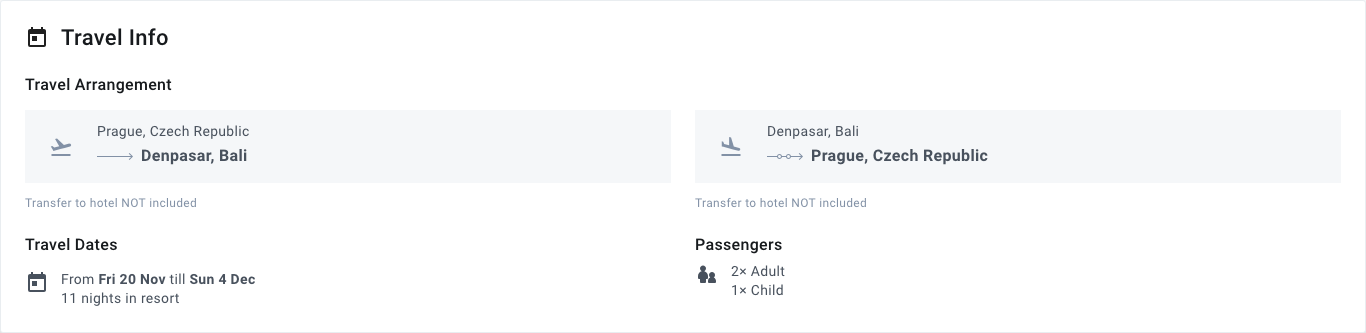 Travel Info
Travel Arrangement
Prague, Czech Republic
Denpasar, Bali
Transfer to hotel NOT included
Denpasar, Bali
Prague, Czech Republic
Transfer to hotel NOT included
Travel Dates
From Fri 20 Nov till Sun 4 Dec
11 nights in resort
Passengers
2× Adult
1× Child